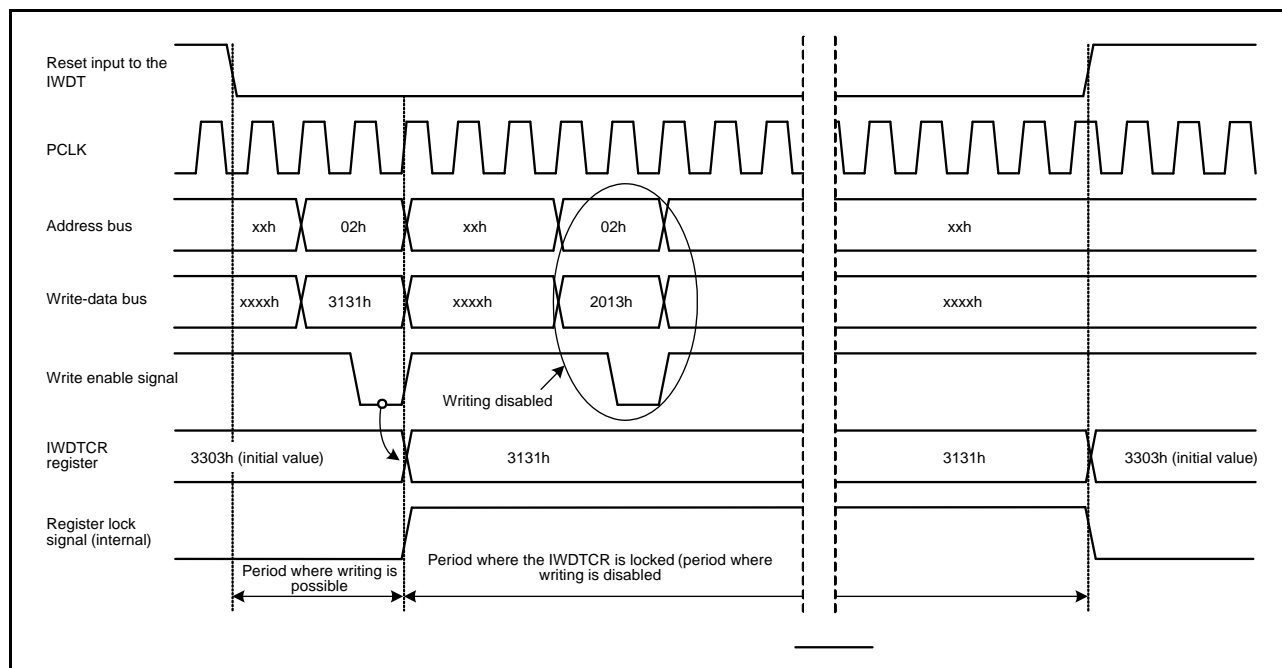 Reset input to the
IWDT
PCLK
Address bus
xxh
02h
xxh
02h
xxh
Write-data bus
xxxxh
3131h
xxxxh
2013h
xxxxh
Write enable signal
Writing disabled
IWDTCR
register
3303h (initial value)
3131h
3131h
3303h (initial value)
Register lock
signal (internal)
Period where writing is
possible
Period where the IWDTCR is locked (period where
writing is disabled